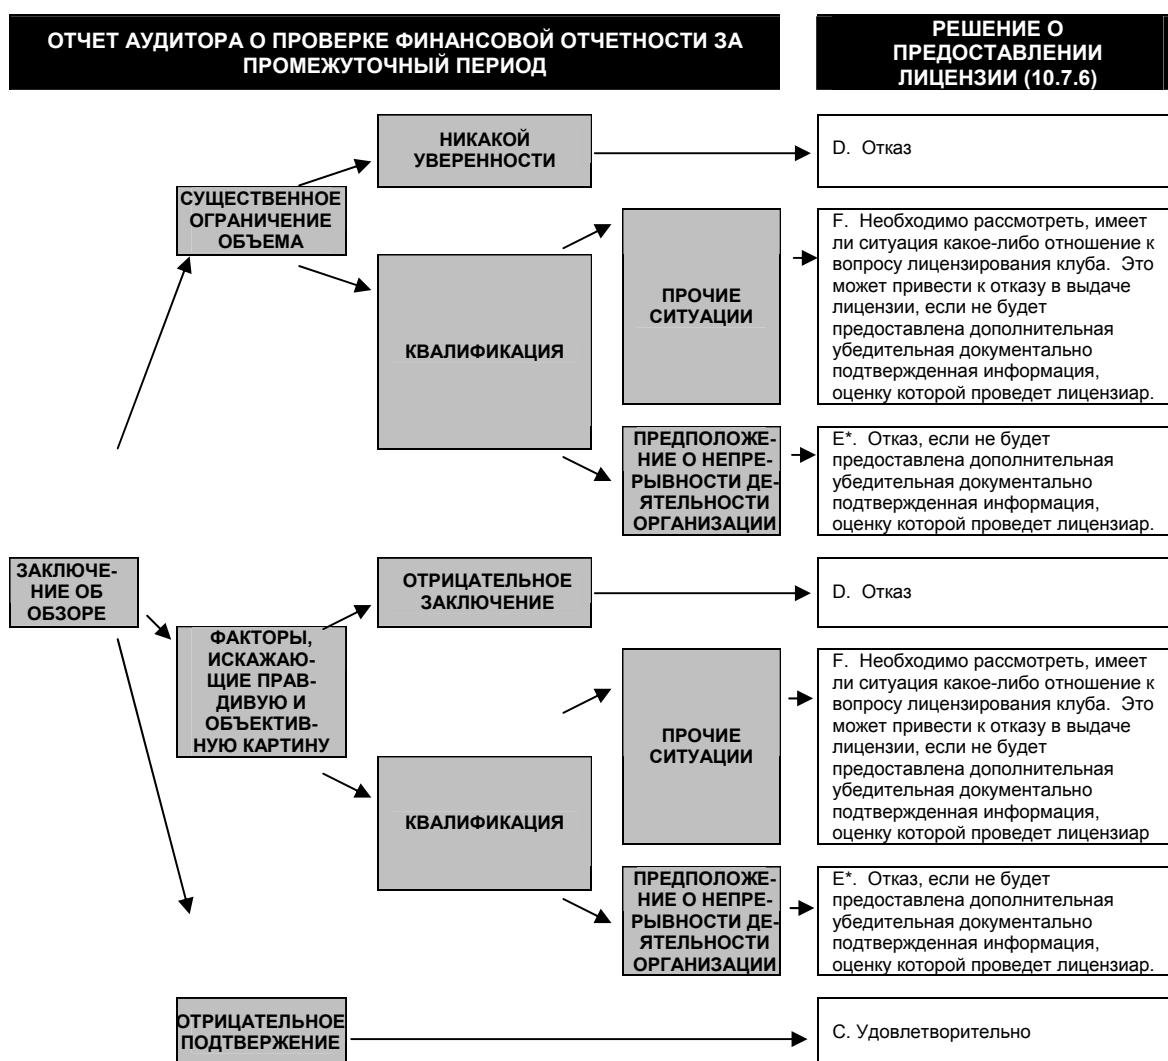 ОТЧЕТ АУДИТОРА О ПРОВЕРКЕ ФИНАНСОВОЙ ОТЧЕТНОСТИ ЗА
ПРОМЕЖУТОЧНЫЙ ПЕРИОД
РЕШЕНИЕ О
ПРЕДОСТАВЛЕНИИ
ЛИЦЕНЗИИ (10.7.6)
НИКАКОЙ
УВЕРЕННОСТИ
D. Отказ
СУЩЕСТВЕННОЕ
ОГРАНИЧЕНИЕ
ОБЪЕМА
КВАЛИФИКАЦИЯ
ПРОЧИЕ
СИТУАЦИИ
F. Необходимо рассмотреть, имеет
ли ситуация какое-либо отношение к
вопросу лицензирования клуба. Это
может привести к отказу в выдаче
лицензии, если не будет
предоставлена дополнительная
убедительная документально
подтвержденная информация,
оценку которой проведет лицензиар.
ПРЕДПОЛОЖЕ-
НИЕ О НЕПРЕ-
РЫВНОСТИ ДЕ-
ЯТЕЛЬНОСТИ
ОРГАНИЗАЦИИ
E*. Отказ, если не будет
предоставлена дополнительная
убедительная документально
подтвержденная информация,
оценку которой проведет лицензиар.
ЗАКЛЮЧЕ-
НИЕ ОБ
ОБЗОРЕ
ОТРИЦАТЕЛЬНОЕ
ЗАКЛЮЧЕНИЕ
D. Отказ
ФАКТОРЫ,
ИСКАЖАЮ-
ЩИЕ ПРАВ-
ДИВУЮ И
ОБЪЕКТИВ-
НУЮ КАРТИНУ
КВАЛИФИКАЦИЯ
ПРОЧИЕ
СИТУАЦИИ
F. Необходимо рассмотреть, имеет
ли ситуация какое-либо отношение к
вопросу лицензирования клуба. Это
может привести к отказу в выдаче
лицензии, если не будет
предоставлена дополнительная
убедительная документально
подтвержденная информация,
оценку которой проведет лицензиар
ПРЕДПОЛОЖЕ-
НИЕ О НЕПРЕ-
РЫВНОСТИ ДЕ-
ЯТЕЛЬНОСТИ
ОРГАНИЗАЦИИ
E*. Отказ, если не будет
предоставлена дополнительная
убедительная документально
подтвержденная информация,
оценку которой проведет лицензиар.
ОТРИЦАТЕЛЬНОЕ
ПОДТВЕРЖДЕНИЕ
C. Удовлетворительно